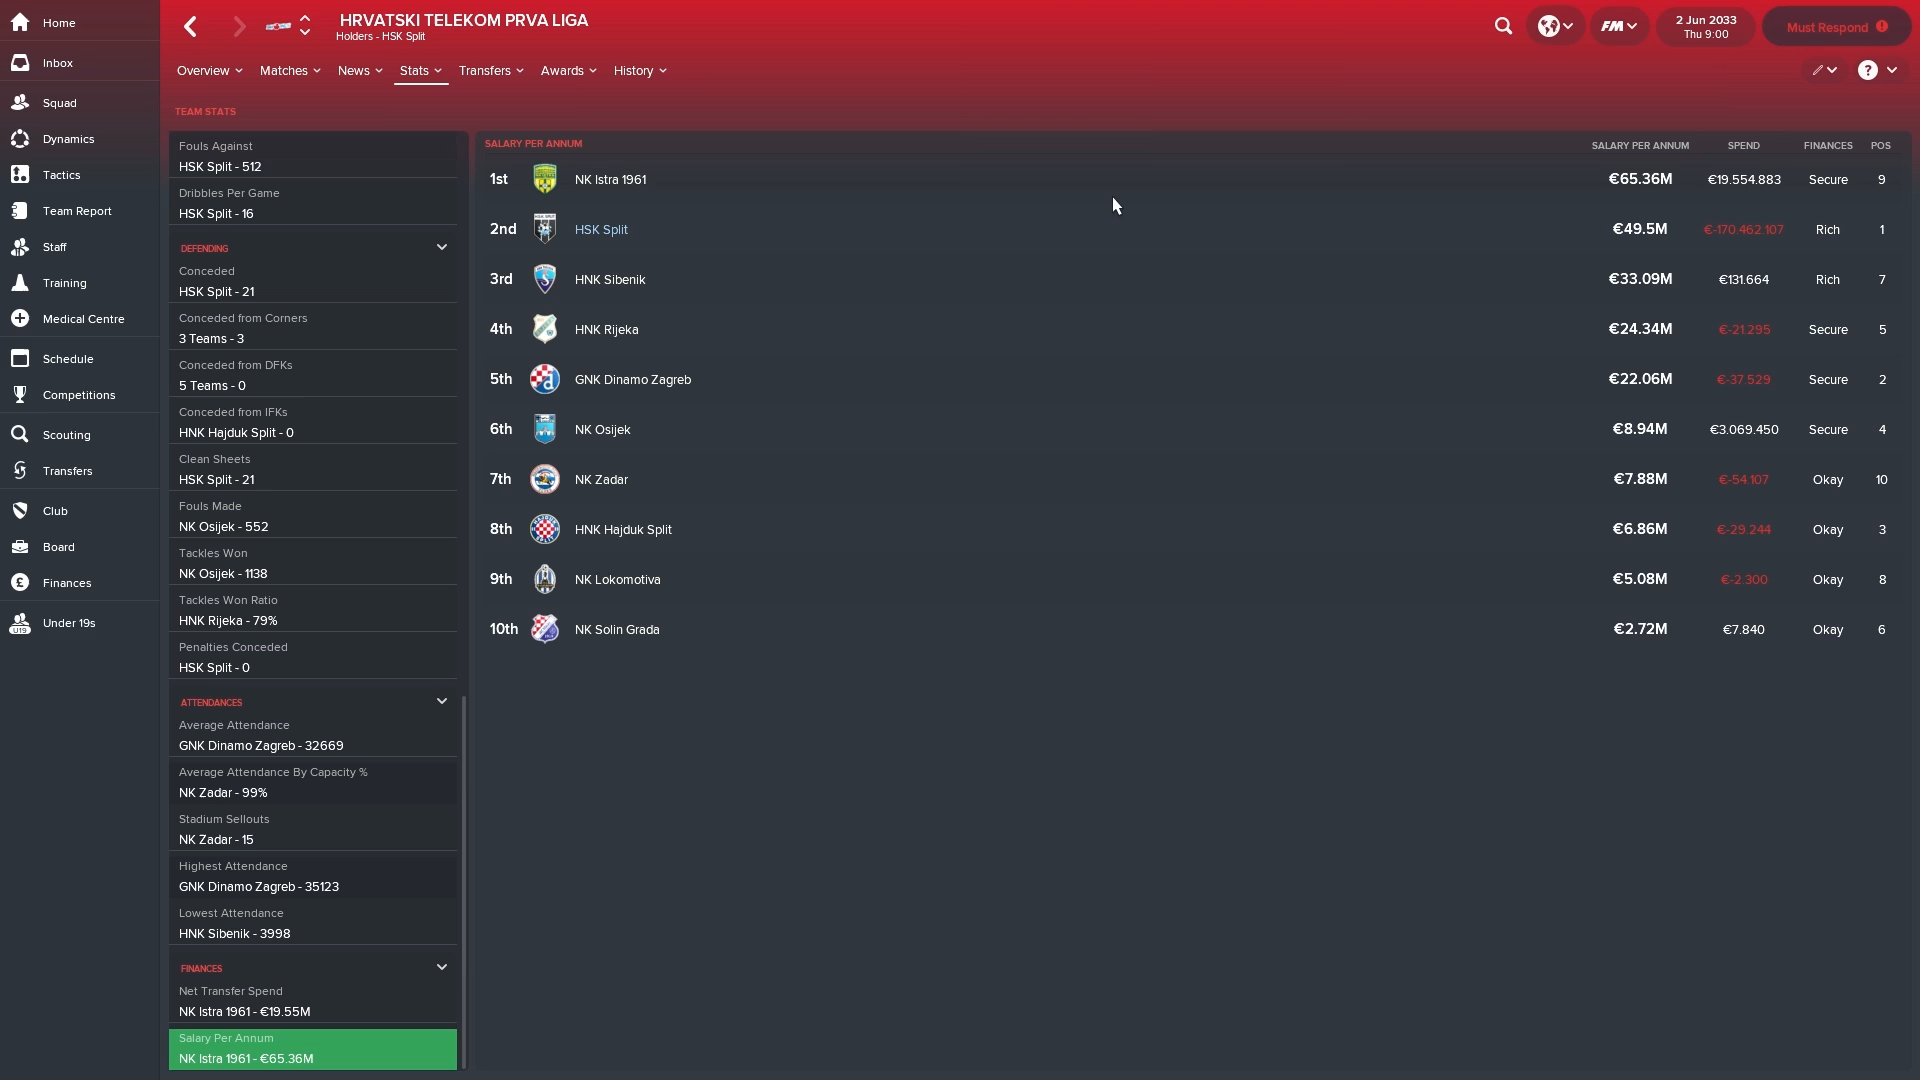 Home
Inbox
Squad
Dynamics
Tactics
Team Report
Staff
Training
Medical Centre
Schedule
Competitions
Scouting
Transfers
Club
Board
Finances
U19
Under 19s
HRVATSKI TELEKOM PRVA LIGA
Holders - HSK Split
FM
2 Jun 2033
Thu 9:00
Must Respond
Overview
Matches
News
Stats
Transfers
Awards
History
TEAM STATS
Fouls Against
HSK Split - 512
Dribbles Per Game
HSK Split - 16
DEFENDING
Conceded
HSK Split - 21
Conceded from Corners
3 Teams - 3
Conceded from DFKs
5 Teams - 0
Conceded from IFKs
HNK Hajduk Split - 0
Clean Sheets
HSK Split - 21
Fouls Made
NK Osijek - 552
Tackles Won
NK Osijek - 1138
Tackles Won Ratio
HNK Rijeka - 79%
Penalties Conceded
HSK Split - 0
ATTENDANCES
Average Attendance
GNK Dinamo Zagreb - 32669
Average Attendance By Capacity %
NK Zadar - 99%
Stadium Sellouts
NK Zadar - 15
Highest Attendance
GNK Dinamo Zagreb - 35123
Lowest Attendance
HNK Sibenik - 3998
FINANCES
Net Transfer Spend
NK Istra 1961 - €19.55M
Salary Per Annum
NK Istra 1961 - €65.36M
SALARY PER ANNUM SALARY PER ANNUM SPEND FINANCES POS
1st NK Istra 1961 €65.36M €19.554.883 Secure 9
2nd HSK Split €49.5M €-170.462.107 Rich 1
3rd HNK Sibenik €33.09M €131.664 Rich 7
4th HNK Rijeka €24.34M €-21.295 Secure 5
5th GNK Dinamo Zagreb €22.06M €-37.529 Secure 2
6th NK Osijek €8.94M €3.069.450 Secure 4
7th NK Zadar €7.88M €-54.107 Okay 10
8th HNK Hajduk Split €6.86M €-29.244 Okay 3
9th NK Lokomotiva €5.08M €-2.300 Okay 8
10th NK Solin Grada €2.72M €7.840 Okay 6